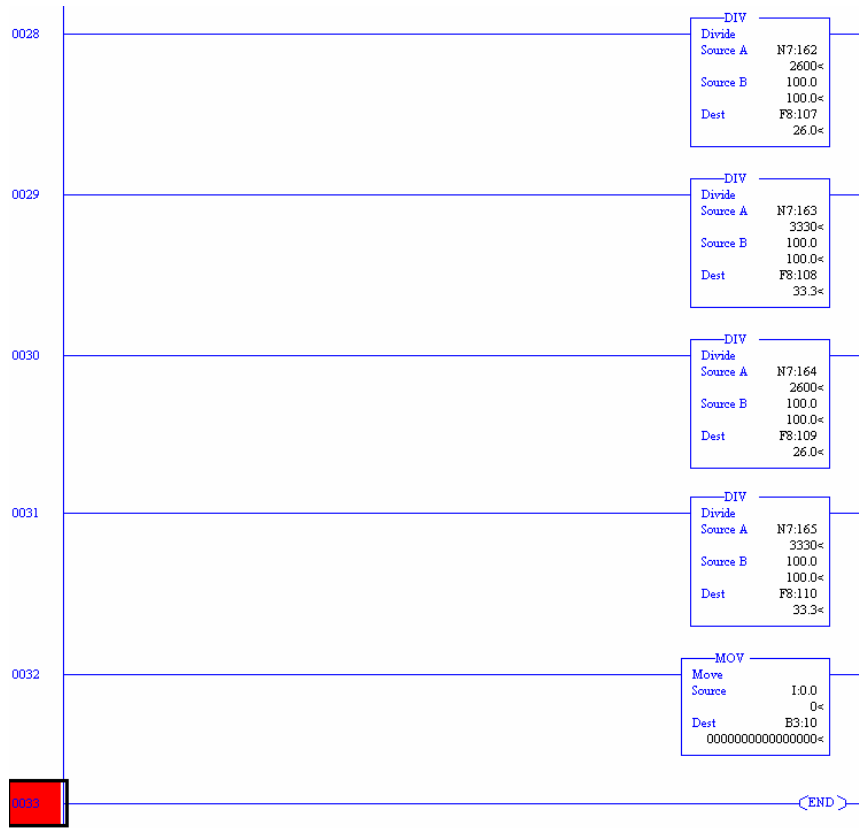 0028
DIV
Divide
Source A N7:162
2600<
Source B 100.0
100.0<
Dest F8:107
26.0<
0029
DIV
Divide
Source A N7:163
3330<
Source B 100.0
100.0<
Dest F8:108
33.3<
0030
DIV
Divide
Source A N7:164
2600<
Source B 100.0
100.0<
Dest F8:109
26.0<
0031
DIV
Divide
Source A N7:165
3330<
Source B 100.0
100.0<
Dest F8:110
33.3<
0032
MOV
Move
Source I:0.0
0<
Dest B3:10
0000000000000000<
0033
END